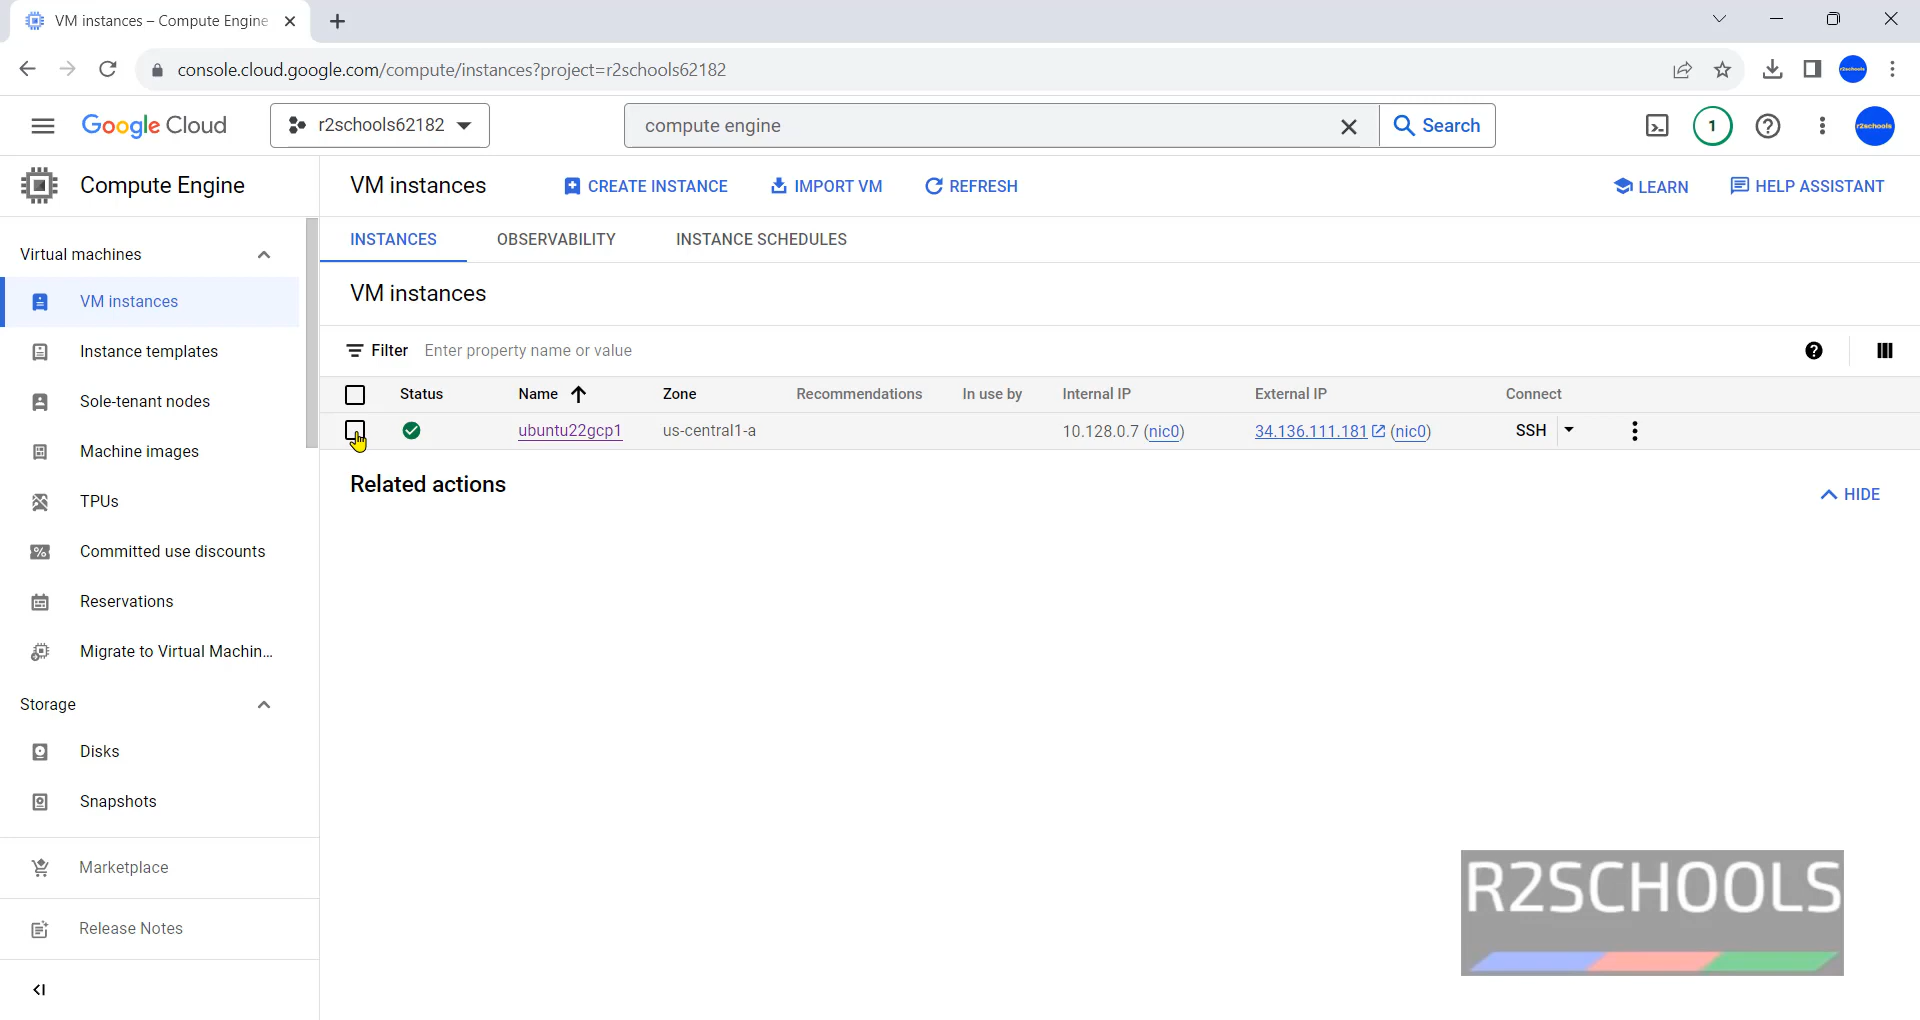 VM instances – Compute Engine
console.cloud.google.com/compute/instances?project=r2schools62182
Google Cloud
r2schools62182
compute engine
Search
1
r2schools
Compute Engine
VM instances
CREATE INSTANCE
IMPORT VM
REFRESH
LEARN
HELP ASSISTANT
Virtual machines
VM instances
Instance templates
Sole-tenant nodes
Machine images
TPUs
Committed use discounts
Reservations
Migrate to Virtual Machin...
Storage
Disks
Snapshots
Marketplace
Release Notes
INSTANCES
OBSERVABILITY
INSTANCE SCHEDULES
VM instances
Filter Enter property name or value
Status Name Zone Recommendations In use by Internal IP External IP Connect
ubuntu22gcp1 us-central1-a 10.128.0.7 (nic0) 34.136.111.181 (nic0) SSH
Related actions
HIDE
R2SCHOOLS